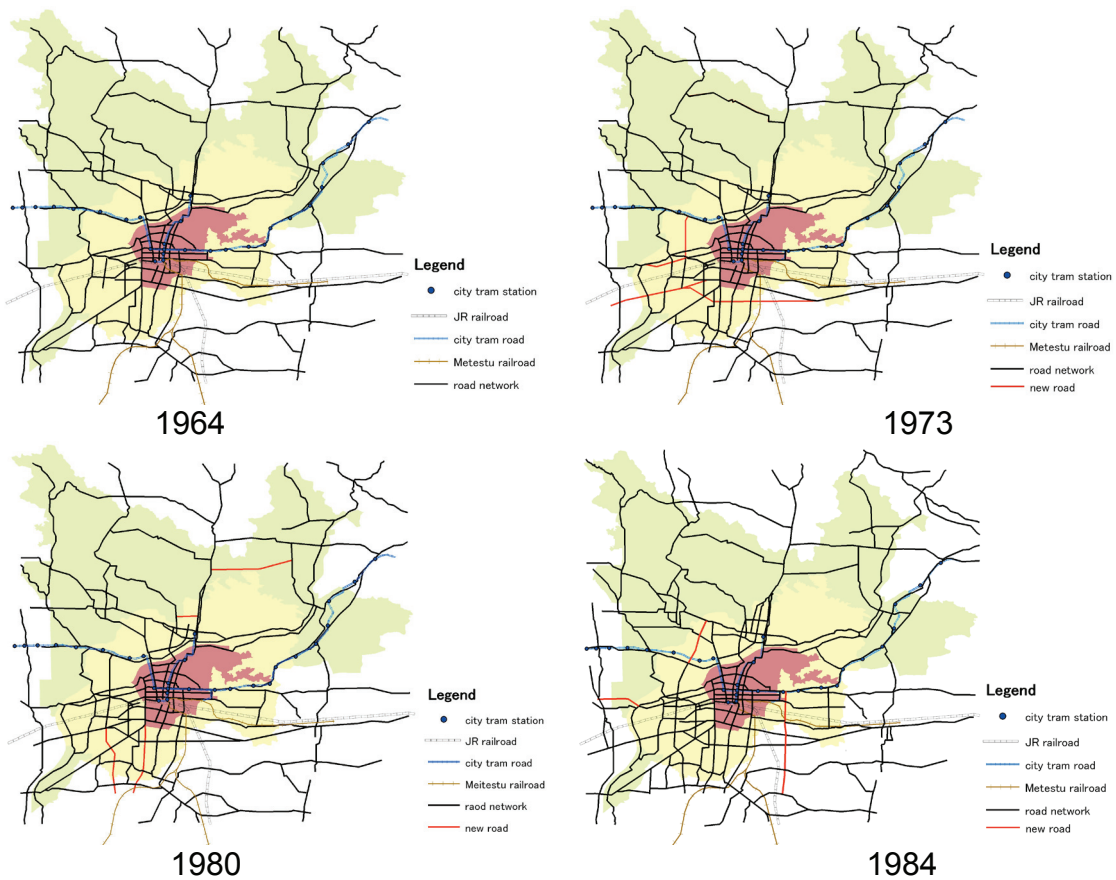 Legend
city tram station
JR railroad
city tram road
Metestu railroad
road network
1964
Legend
city tram station
JR railroad
city tram road
Metestu railroad
road network
new road
1973
Legend
city tram station
JR railroad
city tram road
Meitestu railroad
raod network
new road
1980
Legend
city tram station
JR railroad
city tram road
Metestu railroad
road network
new road
1984